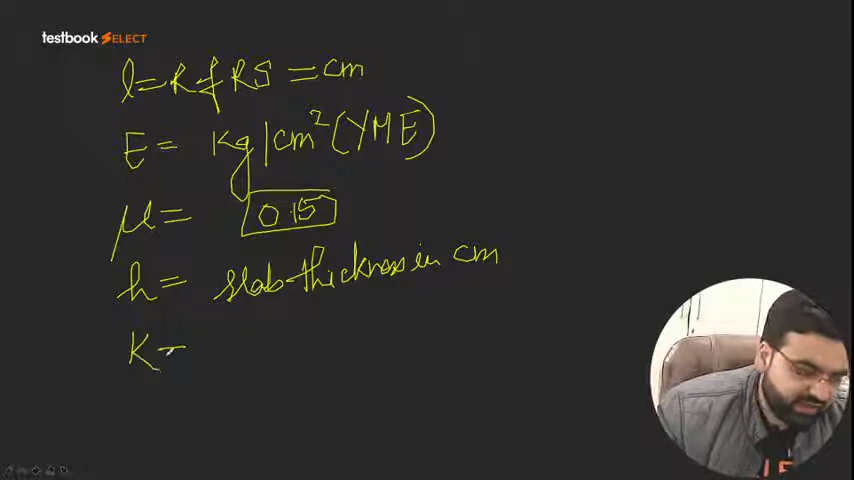 testbook SELECT
l = R of RS = cm
E = Kg/cm² (YME)
μ = 0.15
h = slab thickness in cm
K =